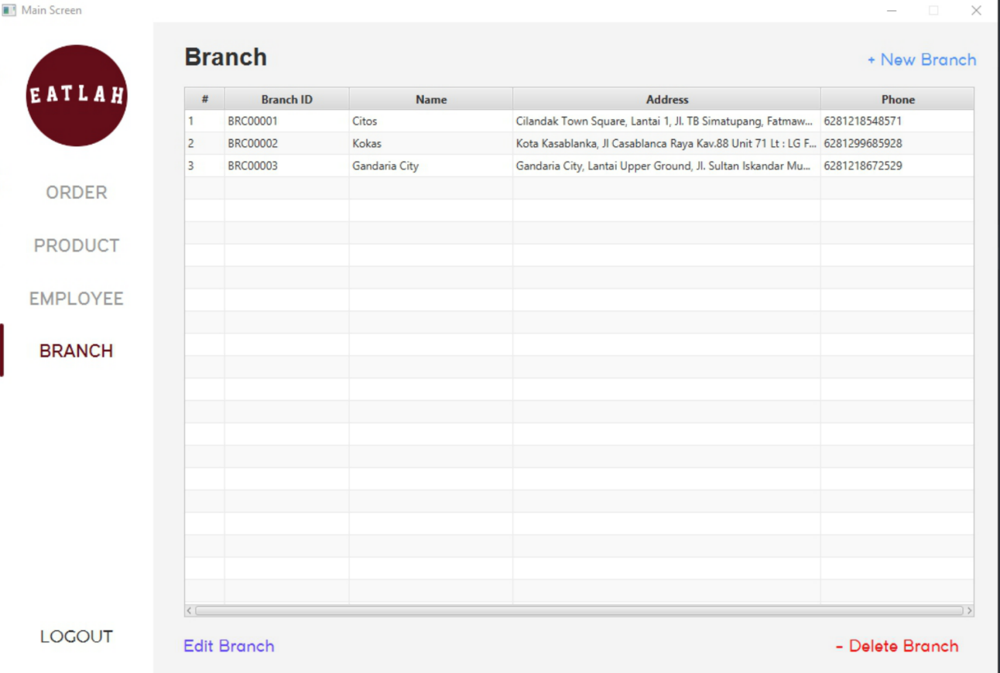 Main Screen
EATLAH
ORDER
PRODUCT
EMPLOYEE
BRANCH
LOGOUT
Branch
+ New Branch
# Branch ID Name Address Phone
1 BRC00001 Citos Cilandak Town Square, Lantai 1, Jl. TB Simatupang, Fatmaw... 6281218548571
2 BRC00002 Kokas Kota Kasablanka, Jl Casablanca Raya Kav.88 Unit 71 Lt : LG F... 6281299685928
3 BRC00003 Gandaria City Gandaria City, Lantai Upper Ground, Jl. Sultan Iskandar Mu... 6281218672529
Edit Branch
- Delete Branch